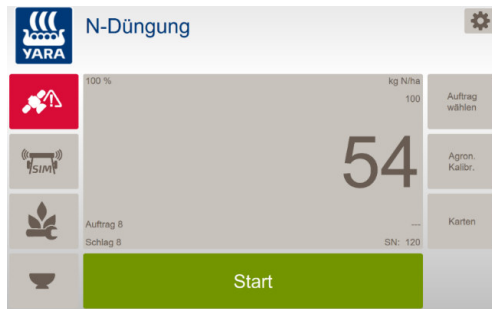 YARA
N-Düngung
100 %
kg N/ha
100
54
Auftrag
wählen
SIM
Agron.
Kalibr.
Auftrag 8
---
Karten
Schlag 8
SN: 120
Start